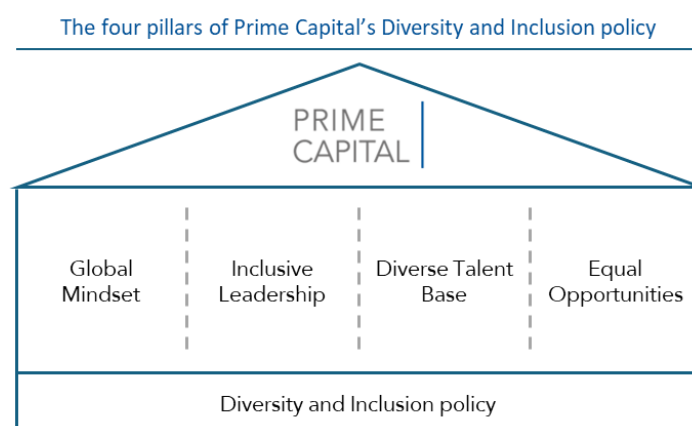 The four pillars of Prime Capital’s Diversity and Inclusion policy
PRIME
CAPITAL
Global
Mindset
Inclusive
Leadership
Diverse Talent
Base
Equal
Opportunities
Diversity and Inclusion policy